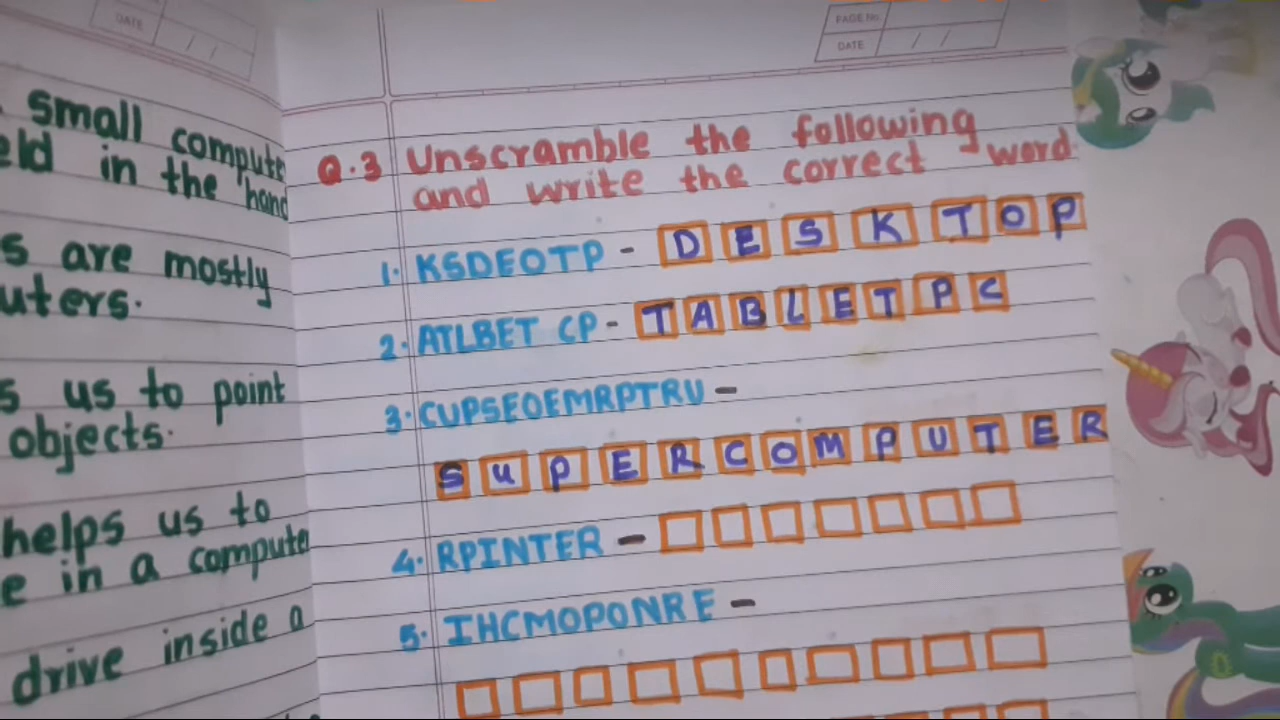 DATE
/ /
small compute
eld in the hand
s are mostly
uters.
s us to point
objects.
helps us to
e in a compute
drive inside a
PAGE No
DATE / /
Q.3 Unscramble the following
and write the correct word.
1. KSDEOTP - DESKTOP
2. ATLBET CP - TABLETPC
3. CUPSEOEMRPTRU -
SUPERCOMPUTER
4. RPINTER -
5. IHCMOPONRE -